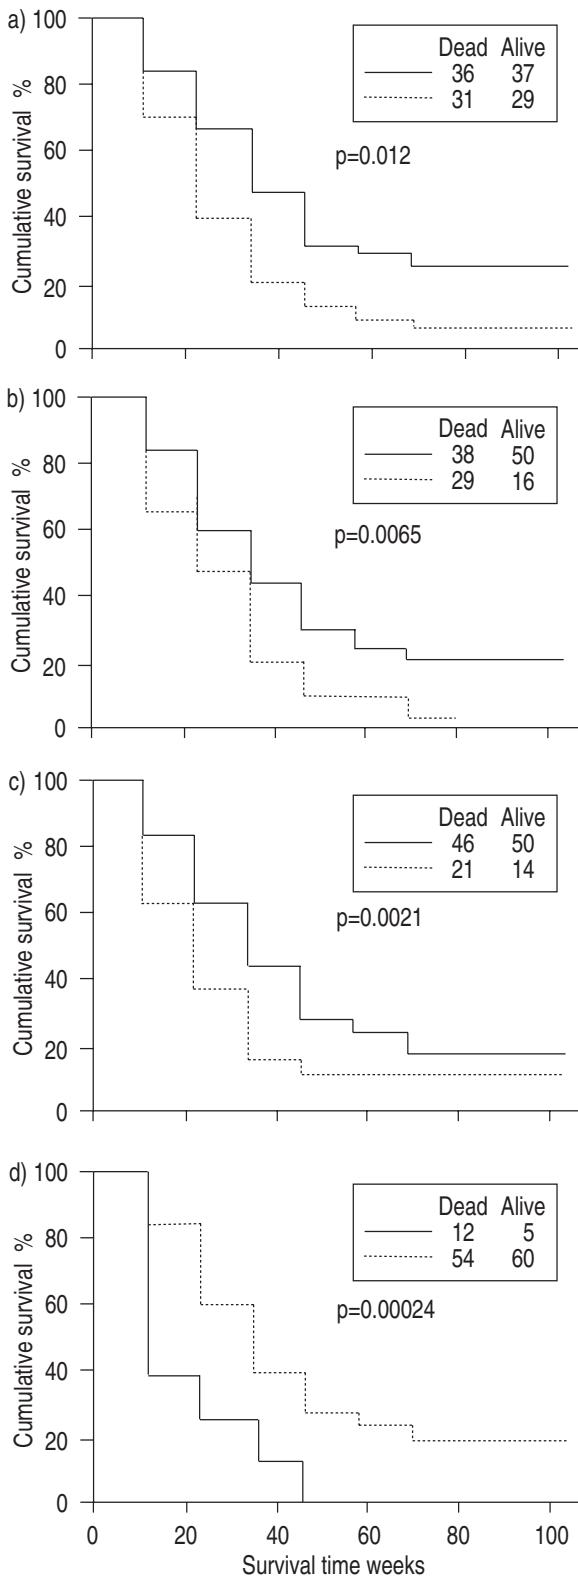 a) 100
80
60
40
20
0
Cumulative survival %
Dead Alive
36 37
31 29
p=0.012
b) 100
80
60
40
20
0
Cumulative survival %
Dead Alive
38 50
29 16
p=0.0065
c) 100
80
60
40
20
0
Cumulative survival %
Dead Alive
46 50
21 14
p=0.0021
d) 100
80
60
40
20
0
Cumulative survival %
Dead Alive
12 5
54 60
p=0.00024
0 20 40 60 80 100
Survival time weeks